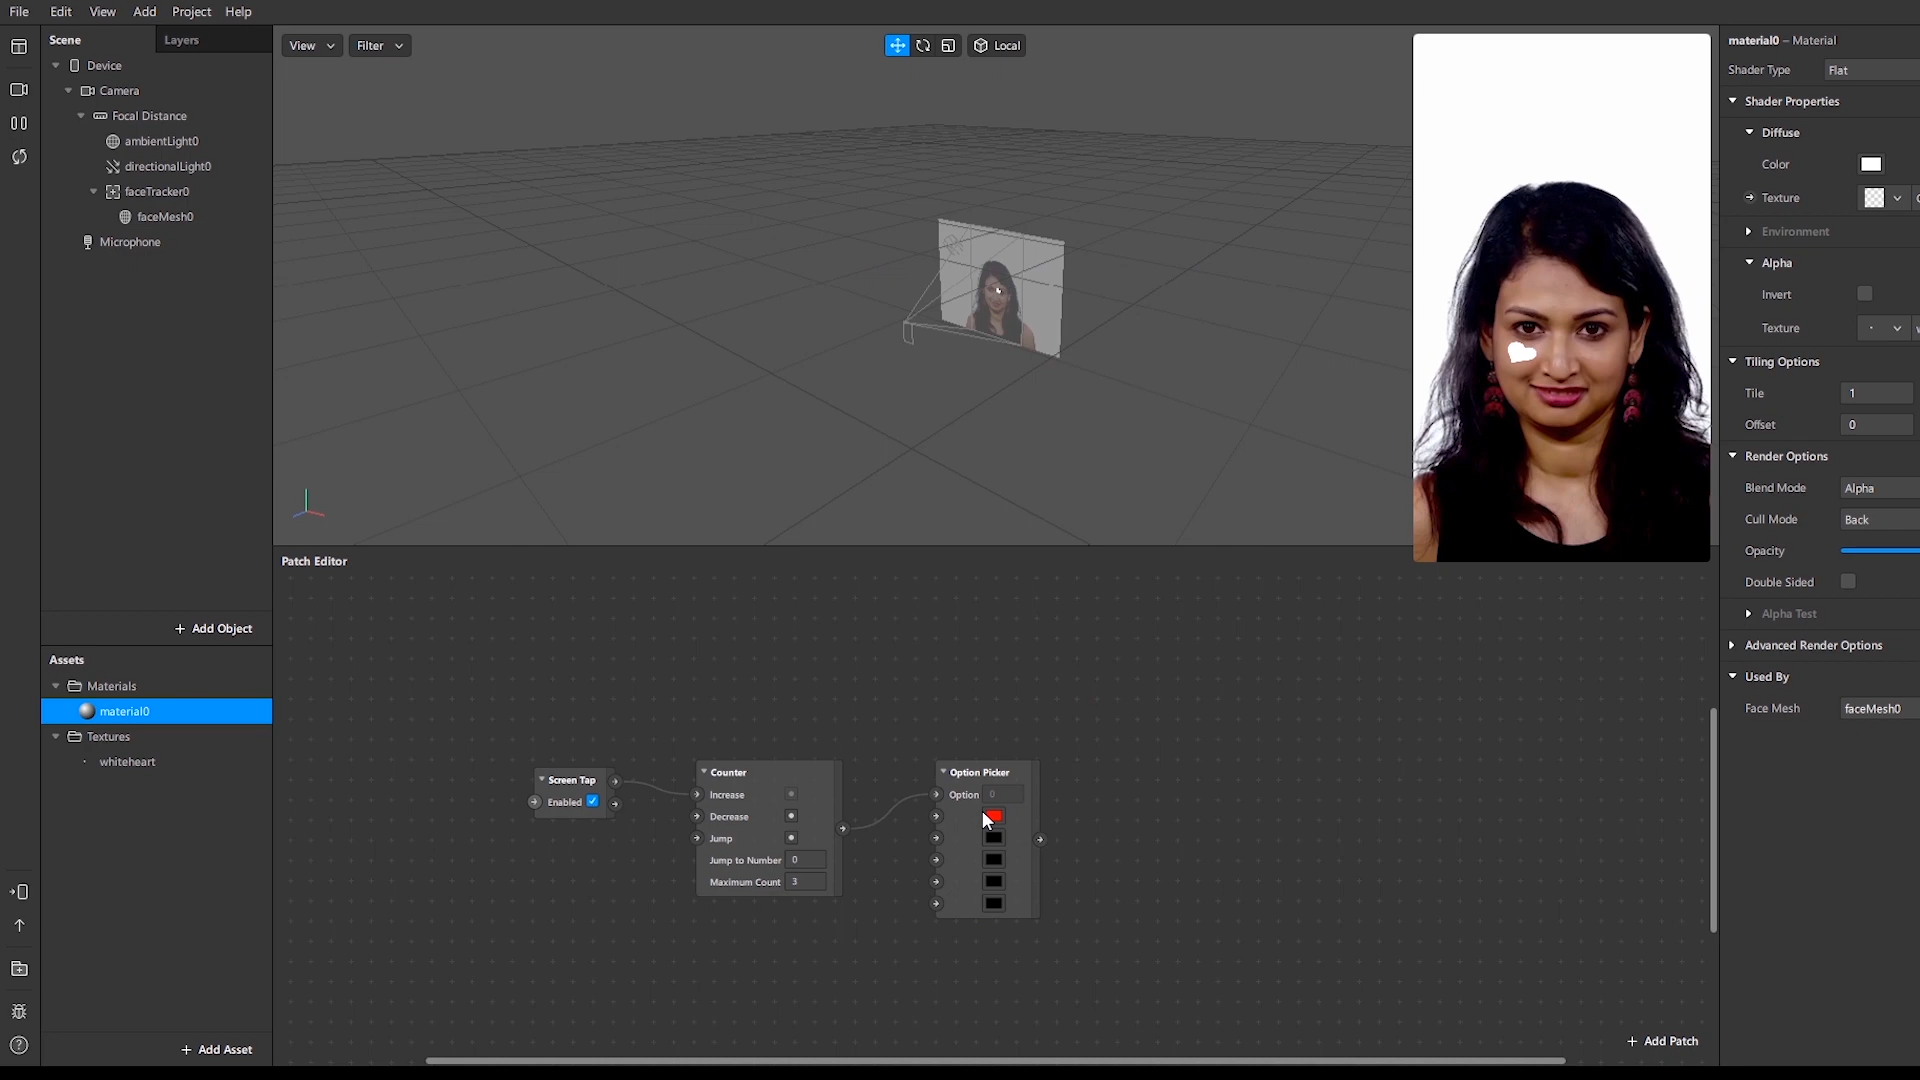 File Edit View Add Project Help
Scene Layers
Device
Camera
Focal Distance
ambientLight0
directionalLight0
faceTracker0
faceMesh0
Microphone
+ Add Object
Assets
Materials
material0
Textures
whiteheart
+ Add Asset
View Filter Local
Patch Editor
Screen Tap
Enabled
Counter
Increase
Decrease
Jump
Jump to Number 0
Maximum Count 3
Option Picker
Option 0
+ Add Patch
material0 – Material
Shader Type Flat
Shader Properties
Diffuse
Color
Texture
Environment
Alpha
Invert
Texture
Tiling Options
Tile 1
Offset 0
Render Options
Blend Mode Alpha
Cull Mode Back
Opacity
Double Sided
Alpha Test
Advanced Render Options
Used By
Face Mesh faceMesh0